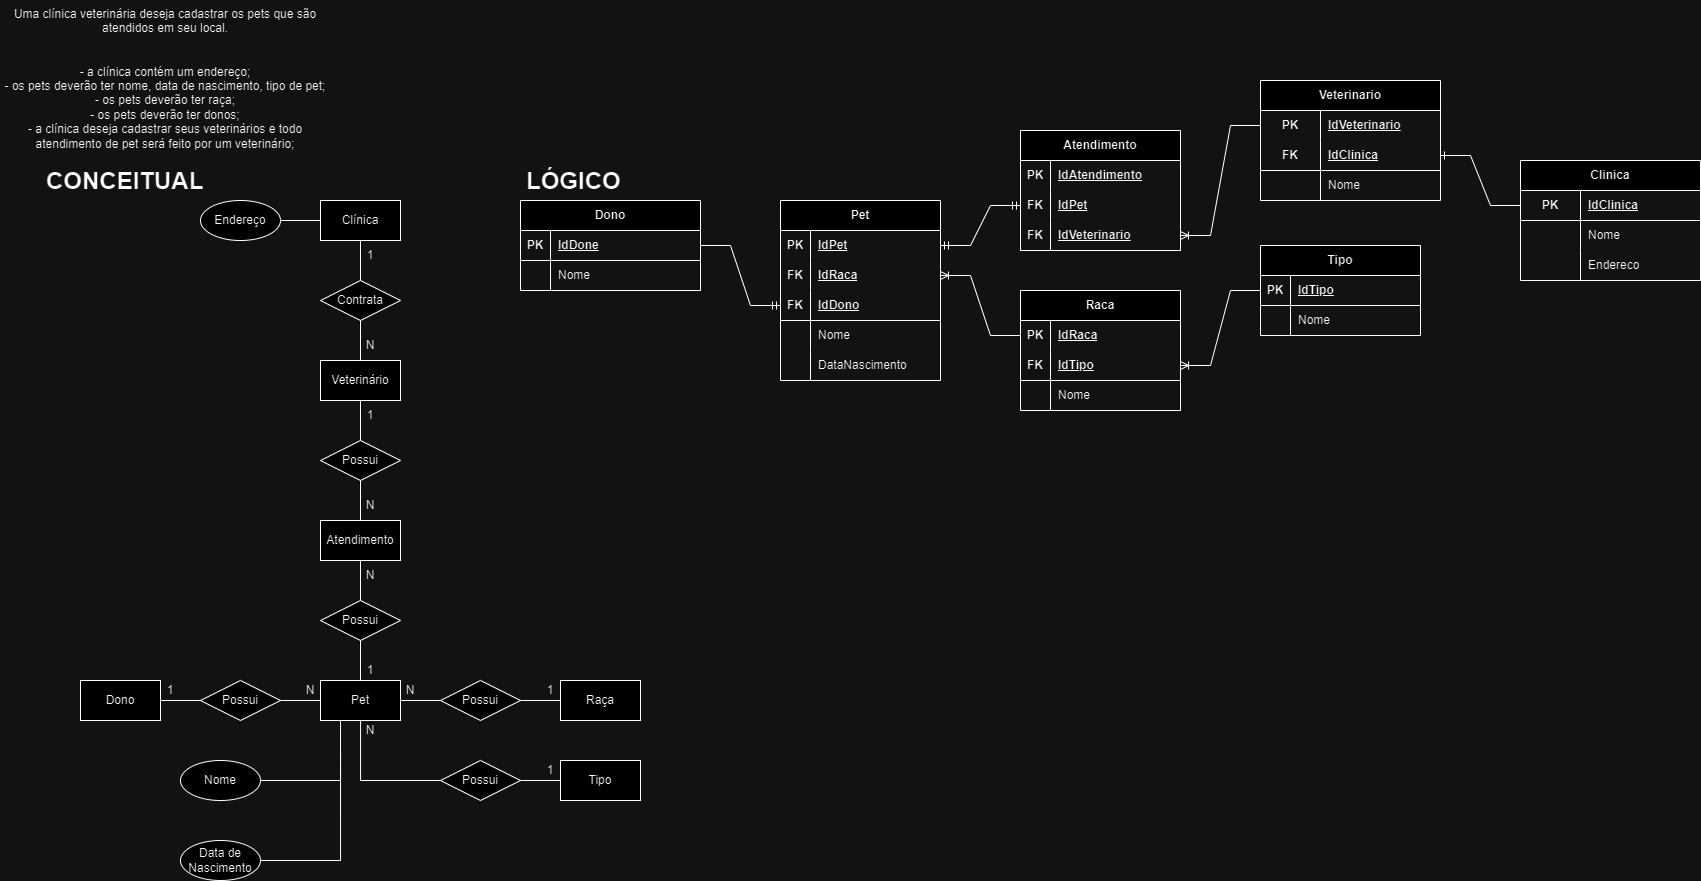 Uma clínica veterinária deseja cadastrar os pets que são
atendidos em seu local.
- a clínica contém um endereço;
- os pets deverão ter nome, data de nascimento, tipo de pet;
- os pets deverão ter raça;
- os pets deverão ter donos;
- a clínica deseja cadastrar seus veterinários e todo
atendimento de pet será feito por um veterinário;
CONCEITUAL
Endereço
Clínica
1
Contrata
N
Veterinário
1
Possui
N
Atendimento
N
Possui
1
Dono
1
Possui
N
Pet
N
Possui
1
Raça
N
Nome
Possui
1
Tipo
Data de
Nascimento
LÓGICO
Dono
PK IdDone
Nome
Pet
PK IdPet
FK IdRaca
FK IdDono
Nome
DataNascimento
Atendimento
PK IdAtendimento
FK IdPet
FK IdVeterinario
Raca
PK IdRaca
FK IdTipo
Nome
Veterinario
PK IdVeterinario
FK IdClinica
Nome
Tipo
PK IdTipo
Nome
Clinica
PK IdClinica
Nome
Endereco